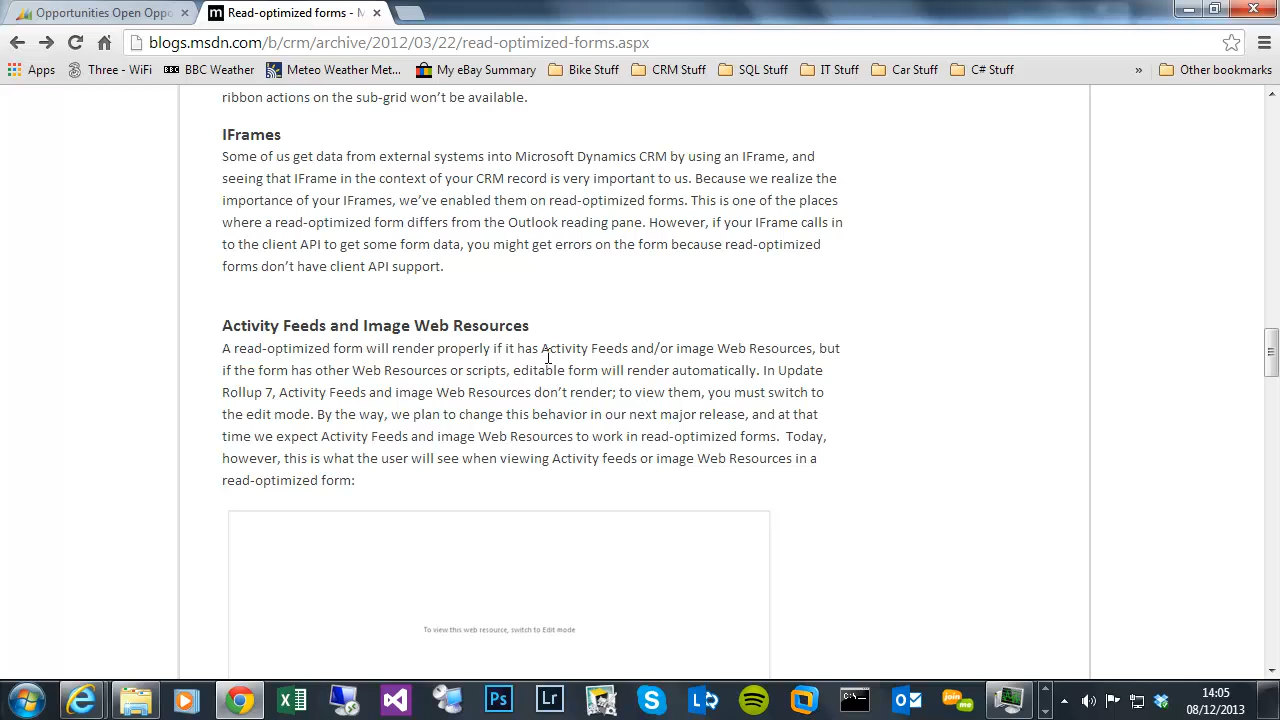 Opportunities Open Oppo
Read-optimized forms - M
blogs.msdn.com/b/crm/archive/2012/03/22/read-optimized-forms.aspx
Apps
Three - WiFi
BBC Weather
Meteo Weather Met...
My eBay Summary
Bike Stuff
CRM Stuff
SQL Stuff
IT Stuff
Car Stuff
C# Stuff
»
Other bookmarks
ribbon actions on the sub-grid won’t be available.
IFrames
Some of us get data from external systems into Microsoft Dynamics CRM by using an IFrame, and
seeing that IFrame in the context of your CRM record is very important to us. Because we realize the
importance of your IFrames, we’ve enabled them on read-optimized forms. This is one of the places
where a read-optimized form differs from the Outlook reading pane. However, if your IFrame calls in
to the client API to get some form data, you might get errors on the form because read-optimized
forms don’t have client API support.
Activity Feeds and Image Web Resources
A read-optimized form will render properly if it has Activity Feeds and/or image Web Resources, but
if the form has other Web Resources or scripts, editable form will render automatically. In Update
Rollup 7, Activity Feeds and image Web Resources don’t render; to view them, you must switch to
the edit mode. By the way, we plan to change this behavior in our next major release, and at that
time we expect Activity Feeds and image Web Resources to work in read-optimized forms.  Today,
however, this is what the user will see when viewing Activity feeds or image Web Resources in a
read-optimized form:
To view this web resource, switch to Edit mode
Ps
Lr
14:05
08/12/2013